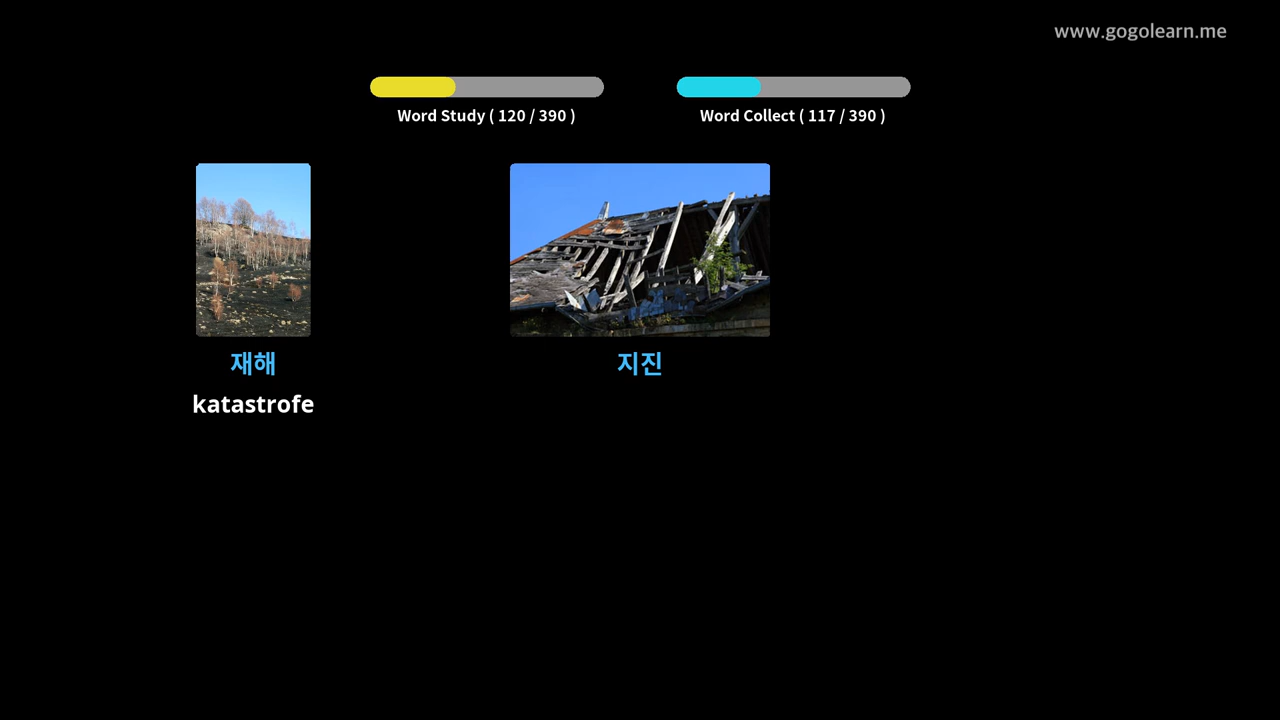 www.gogolearn.me
Word Study ( 120 / 390 )
Word Collect ( 117 / 390 )
재해
지진
katastrofe